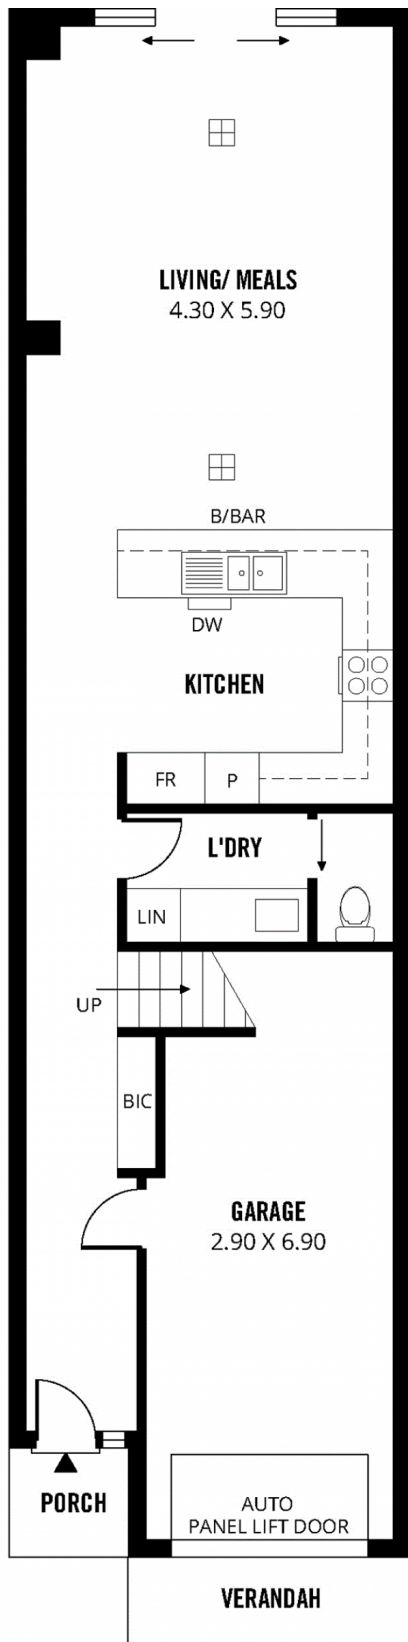 LIVING/ MEALS
4.30 X 5.90
B/BAR
DW
KITCHEN
FR
P
L'DRY
LIN
UP
BIC
GARAGE
2.90 X 6.90
PORCH
AUTO
PANEL LIFT DOOR
VERANDAH